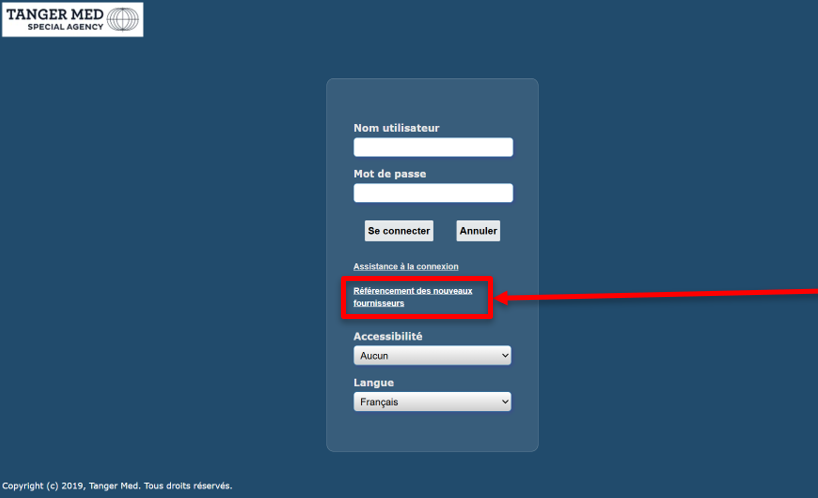 TANGER MED
SPECIAL AGENCY
Nom utilisateur
Mot de passe
Se connecter
Annuler
Assistance à la connexion
Référencement des nouveaux
fournisseurs
Accessibilité
Aucun
Langue
Français
Copyright (c) 2019, Tanger Med. Tous droits réservés.